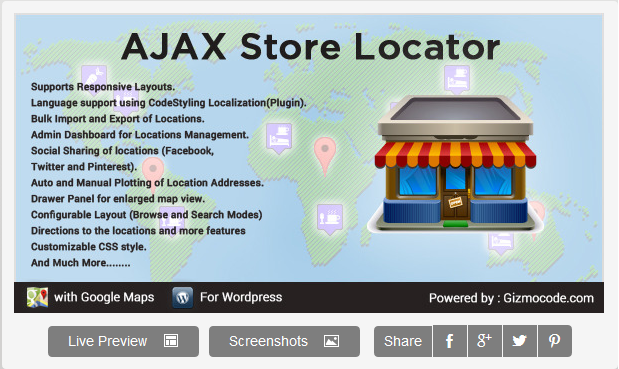 AJAX Store Locator
Supports Responsive Layouts.
Language support using CodeStyling Localization(Plugin).
Bulk Import and Export of Locations.
Admin Dashboard for Locations Management.
Social Sharing of locations (Facebook,
Twitter and Pinterest).
Auto and Manual Plotting of Location Addresses.
Drawer Panel for enlarged map view.
Configurable Layout (Browse and Search Modes)
Directions to the locations and more features
Customizable CSS style.
And Much More........
OPEN
with Google Maps For Wordpress Powered by : Gizmocode.com
Live Preview Screenshots Share